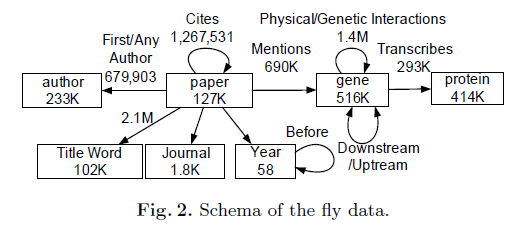 Cites
1,267,531
Physical/Genetic Interactions
1.4M
First/Any
Author
679,903
Mentions
690K
Transcribes
293K
author
233K
paper
127K
gene
516K
protein
414K
2.1M
Before
Downstream
/Uptream
Title Word
102K
Journal
1.8K
Year
58
Fig. 2. Schema of the fly data.